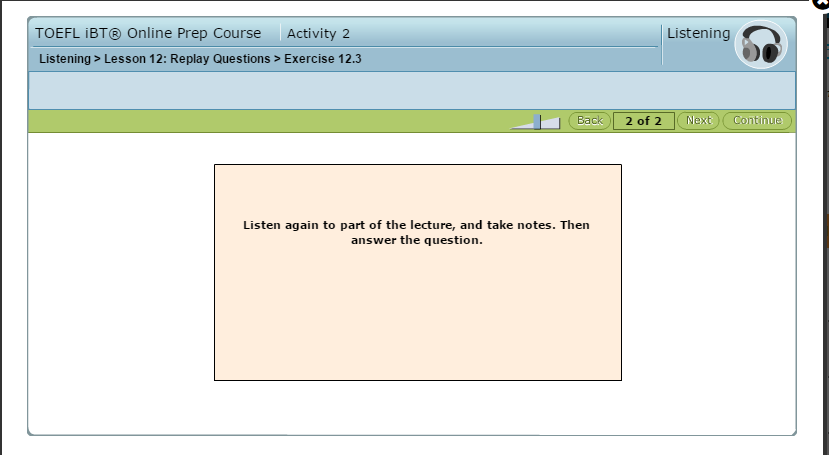 TOEFL iBT® Online Prep Course
Activity 2
Listening
Listening > Lesson 12: Replay Questions > Exercise 12.3
Back
2 of 2
Next
Continue
Listen again to part of the lecture, and take notes. Then
answer the question.